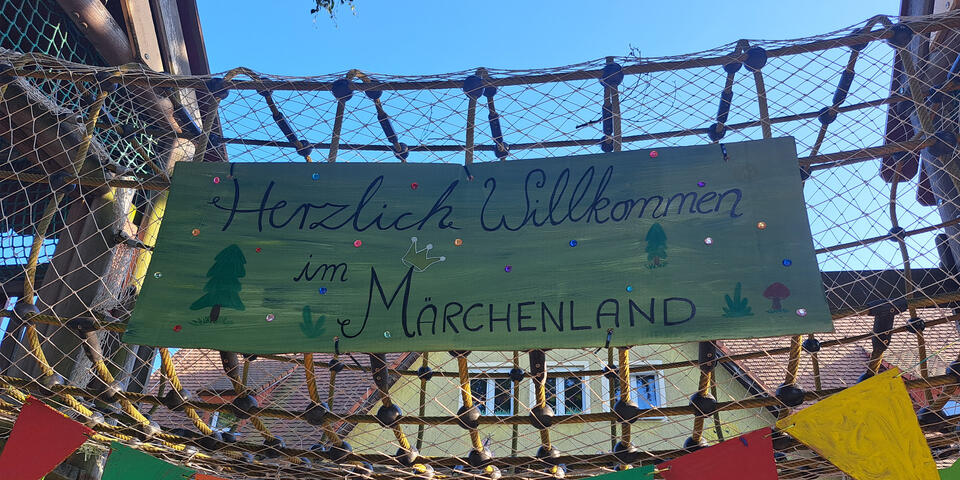 Herzlich Willkommen
im MÄRCHENLAND